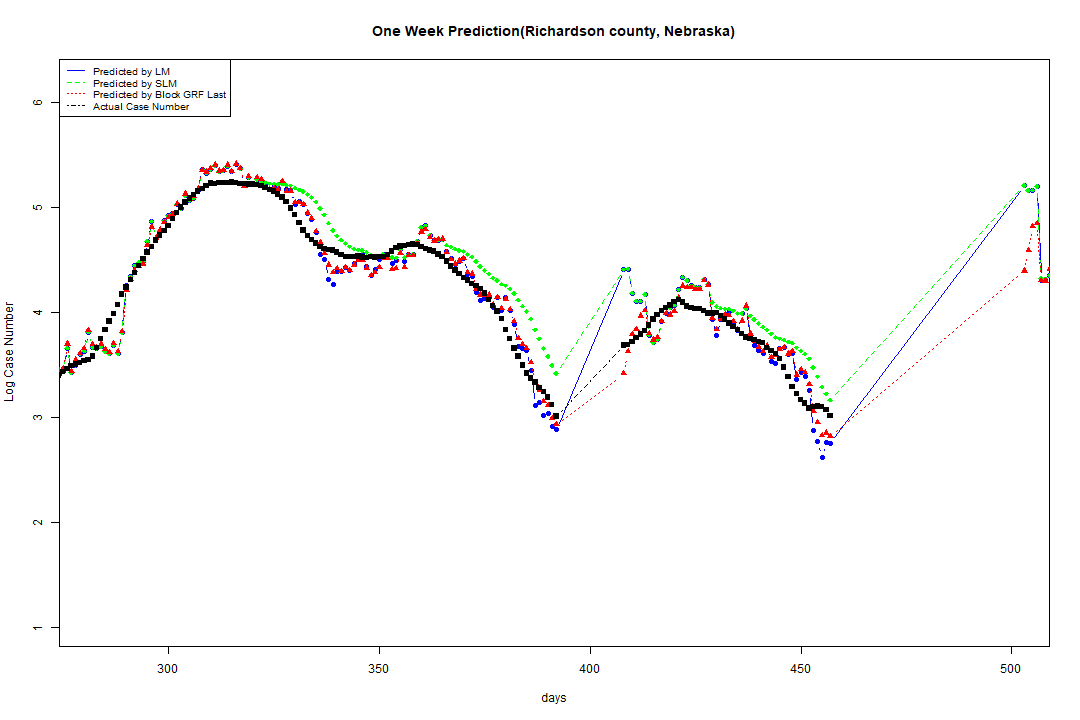 One Week Prediction(Richardson county, Nebraska)
Predicted by LM
Predicted by SLM
Predicted by Block GRF Last
Actual Case Number
6
5
4
3
2
1
Log Case Number
300 350 400 450 500
days